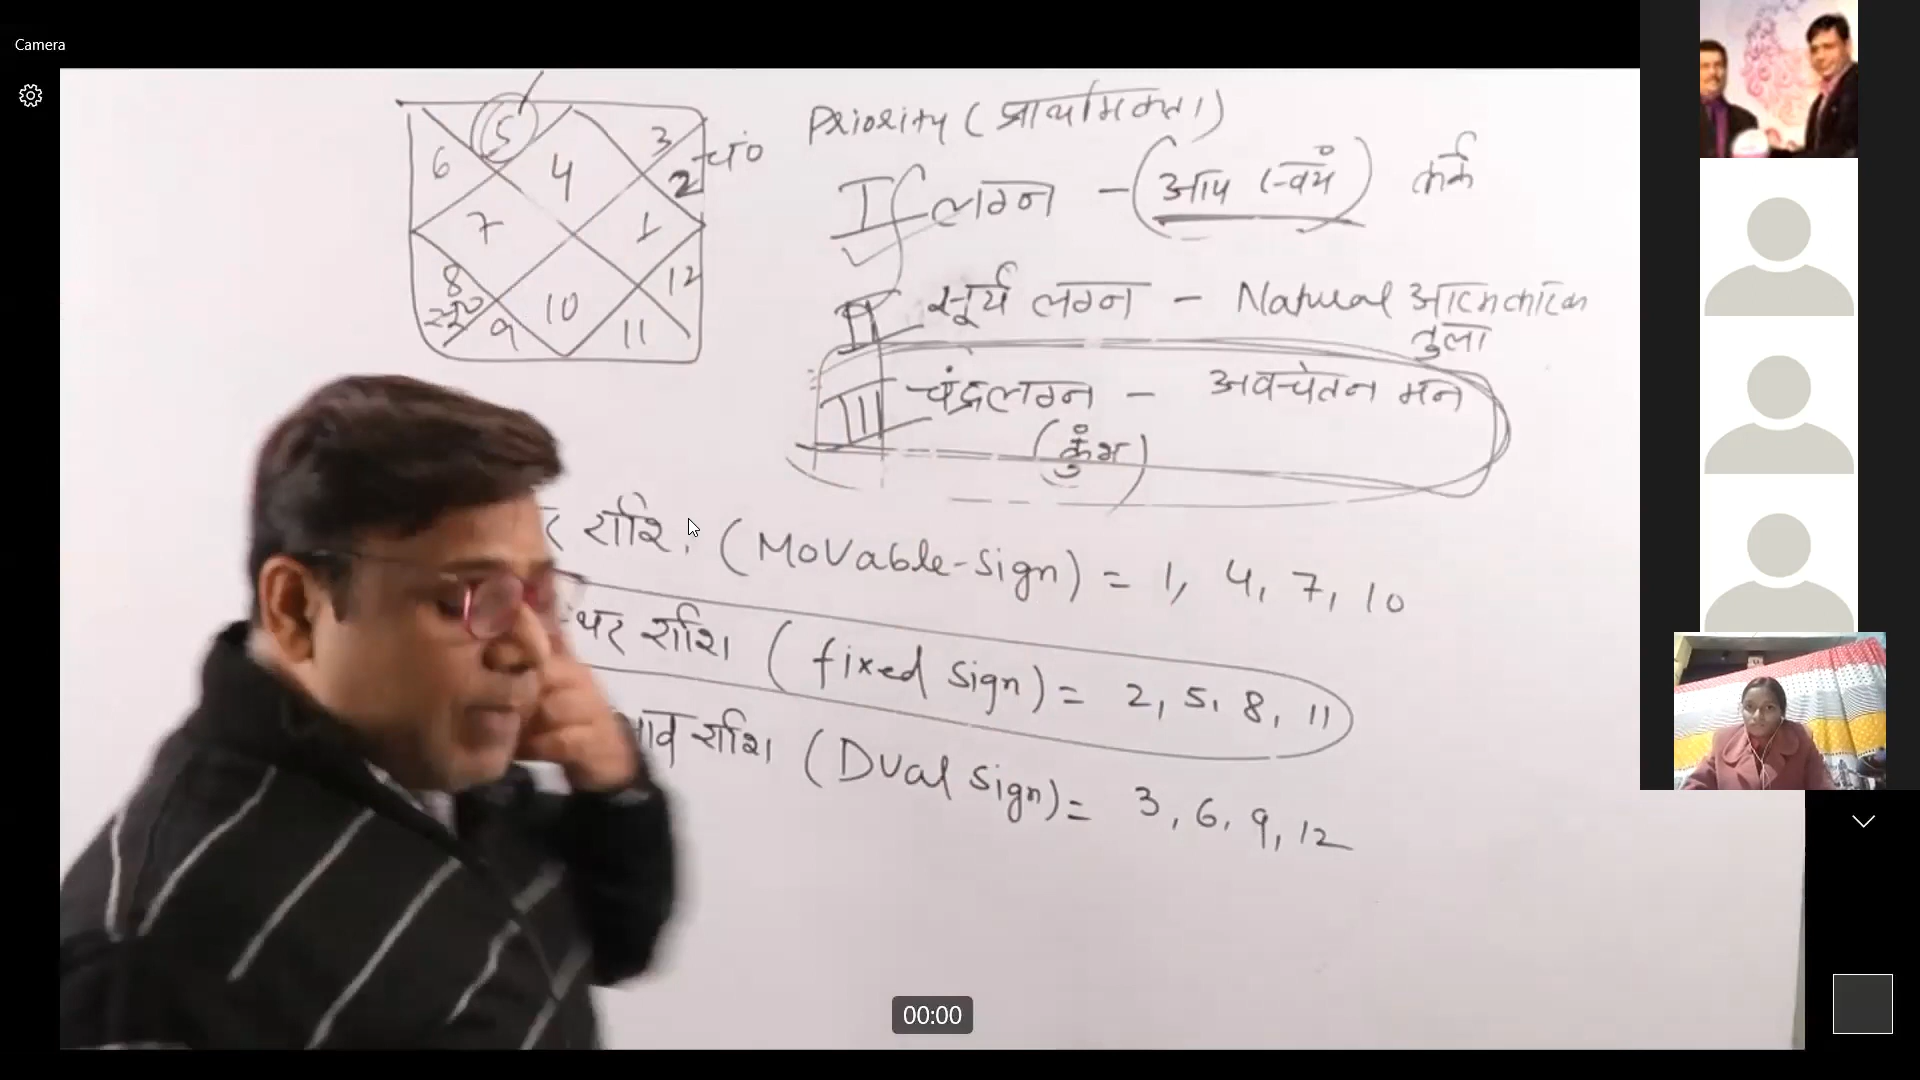 Camera
5
6
4
3
2 चं०
7
1
8
12
सू०
9
10
11
Priority (प्राथमिकता)
I लग्न - (आप स्वयं) कर्क
II सूर्य लग्न - Natural आत्मकारक
तुला
III चंद्रलग्न - अवचेतन मन
(कुंभ)
र राशि : (Movable-Sign) = 1, 4, 7, 10
थिर राशि (fixed sign) = 2, 5, 8, 11
भाव राशि (Dual sign) = 3, 6, 9, 12
00:00